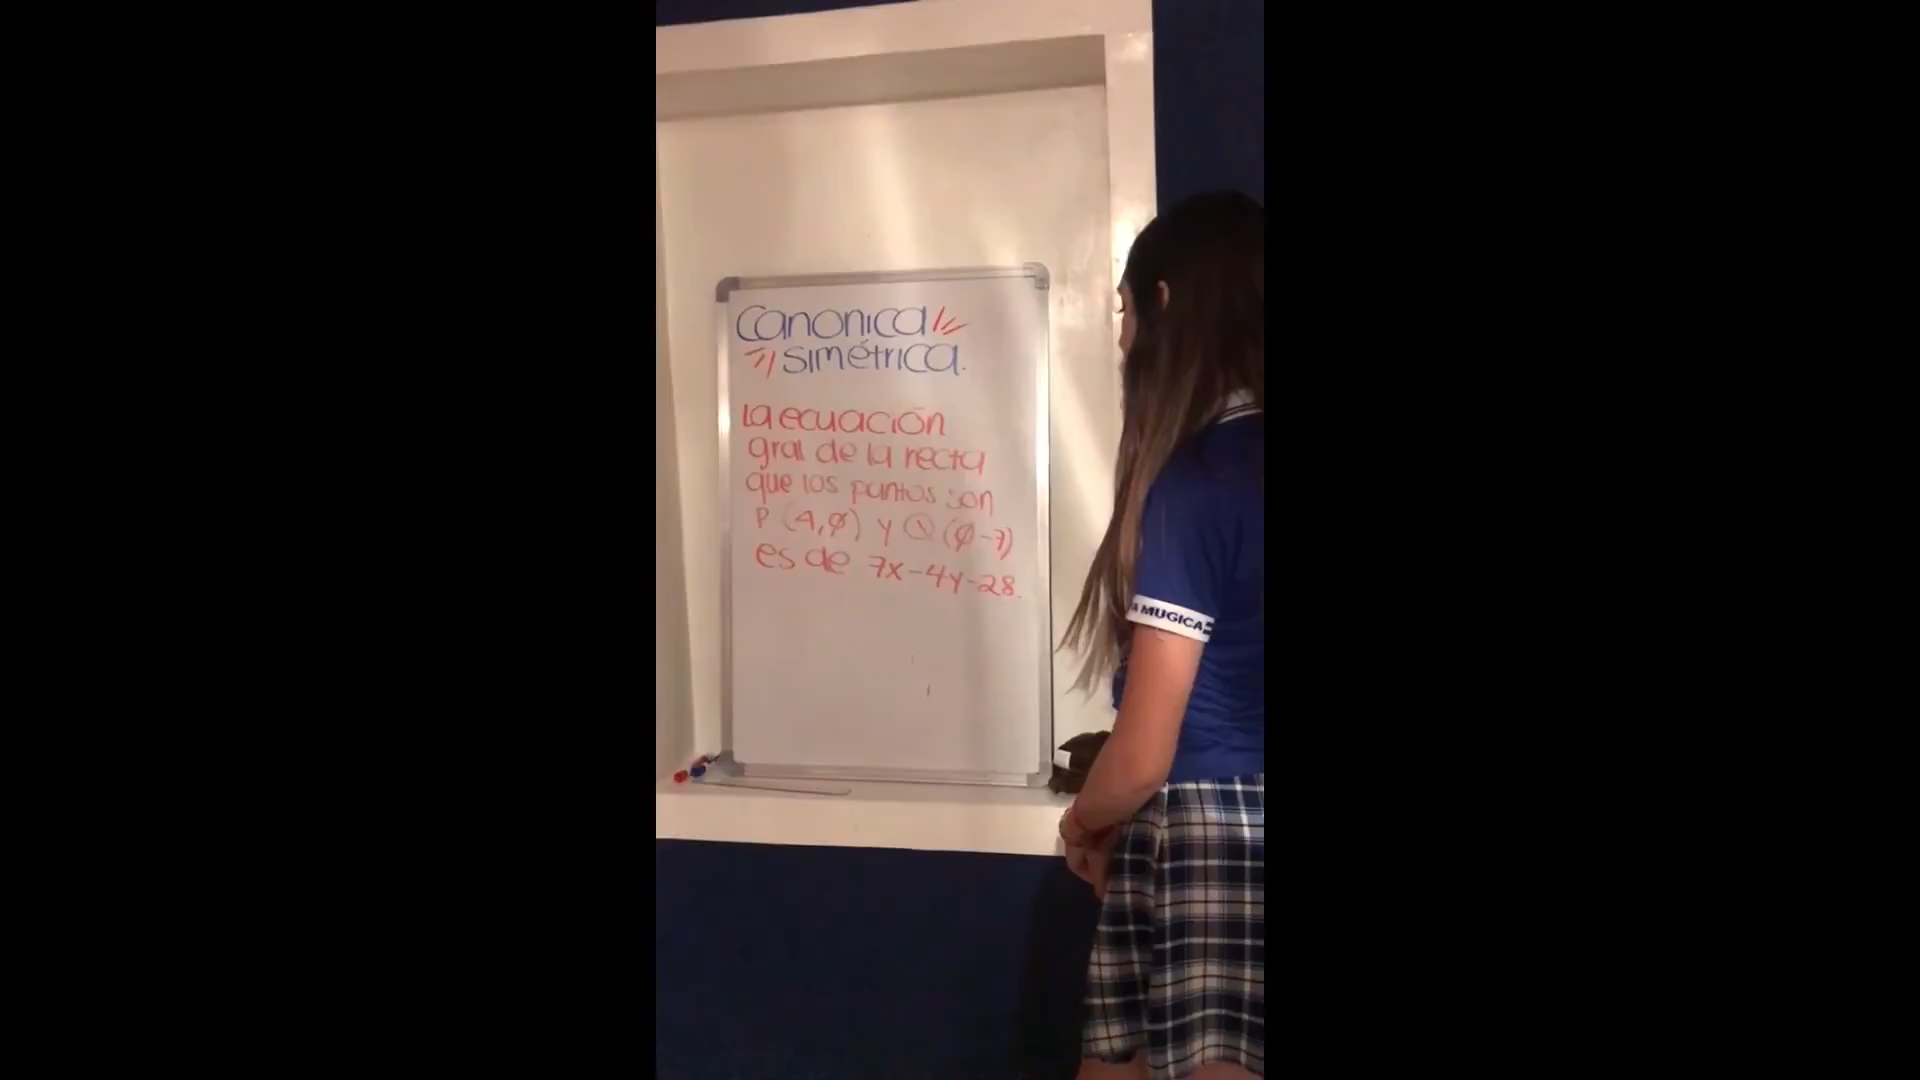 Canonica
simétrica.
La ecuación
gral de la recta
que los puntos son
P (4,0) y Q (0-7)
es de 7x-4y-28.
A MUGICA